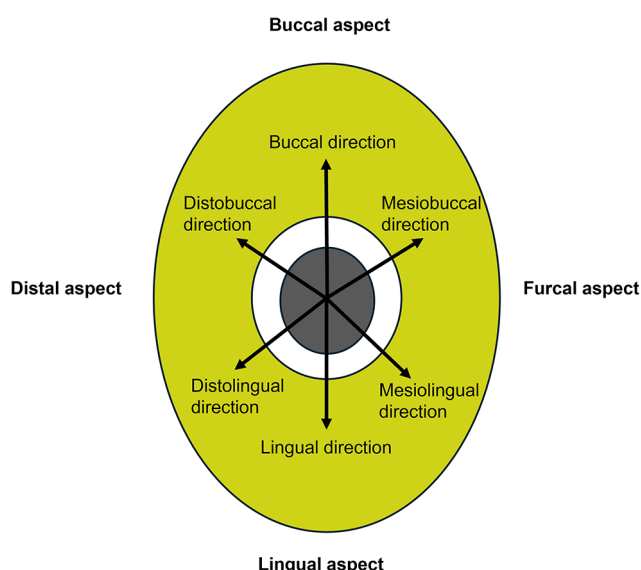 Buccal aspect
Buccal direction
Distobuccal
direction
Mesiobuccal
direction
Distal aspect
Furcal aspect
Distolingual
direction
Mesiolingual
direction
Lingual direction
Lingual aspect